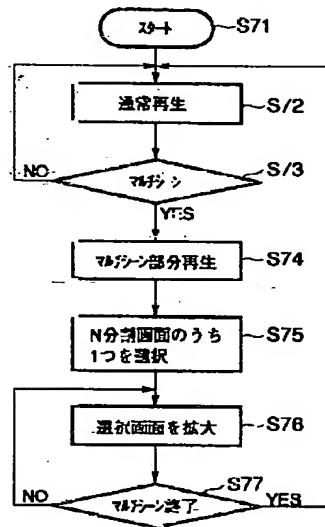 スタート
S71
通常再生
S72
マルチシーン
S73
NO
YES
マルチシーン部分再生
S74
N分割画面のうち
1つを選択
S75
選択画面を拡大
S76
S77
マルチシーン終了
NO
YES